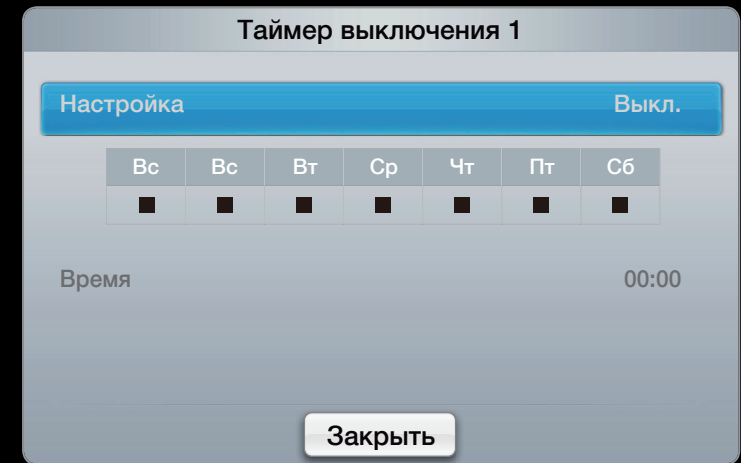 Таймер выключения 1
Настройка Выкл.
Вс Вс Вт Ср Чт Пт Сб
Время 00:00
Закрыть